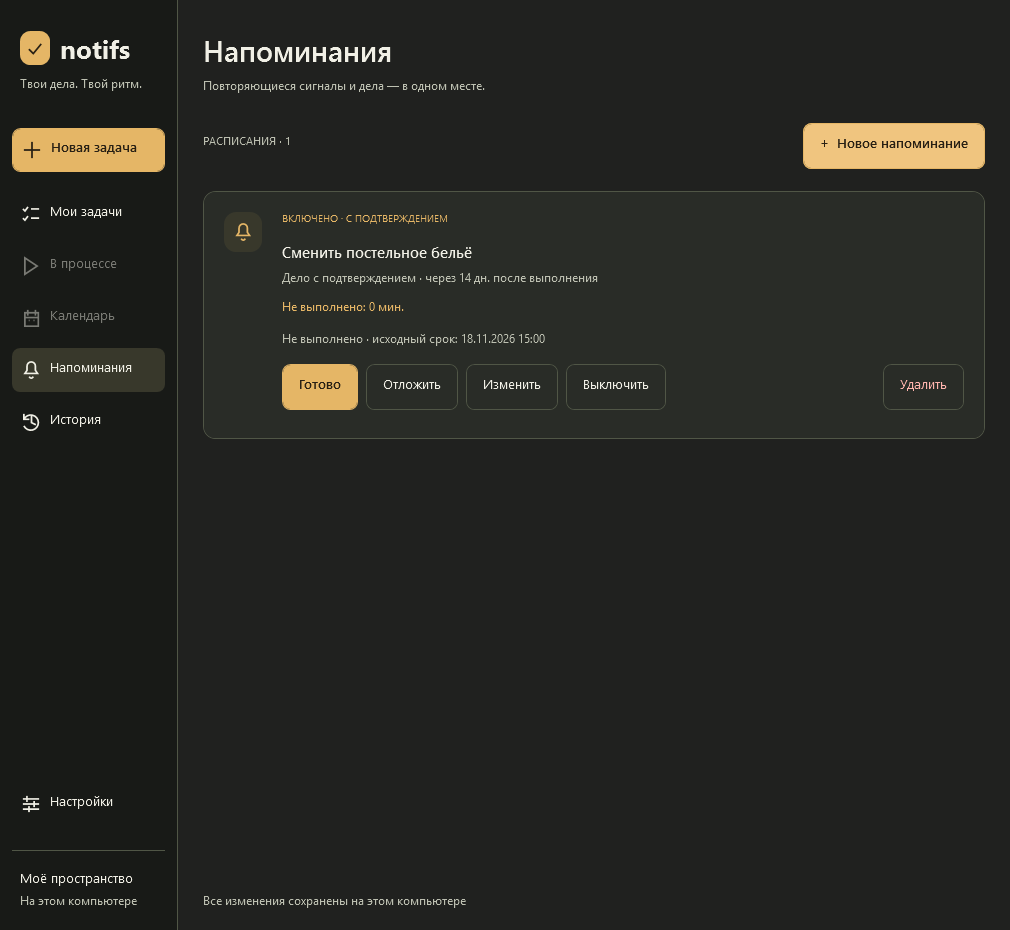 notifs
Твои дела. Твой ритм.
Новая задача
Мои задачи
В процессе
Календарь
Напоминания
История
Настройки
Моё пространство
На этом компьютере
Напоминания
Повторяющиеся сигналы и дела — в одном месте.
РАСПИСАНИЯ · 1
+ Новое напоминание
ВКЛЮЧЕНО · С ПОДТВЕРЖДЕНИЕМ
Сменить постельное бельё
Дело с подтверждением · через 14 дн. после выполнения
Не выполнено: 0 мин.
Не выполнено · исходный срок: 18.11.2026 15:00
Готово
Отложить
Изменить
Выключить
Удалить
Все изменения сохранены на этом компьютере